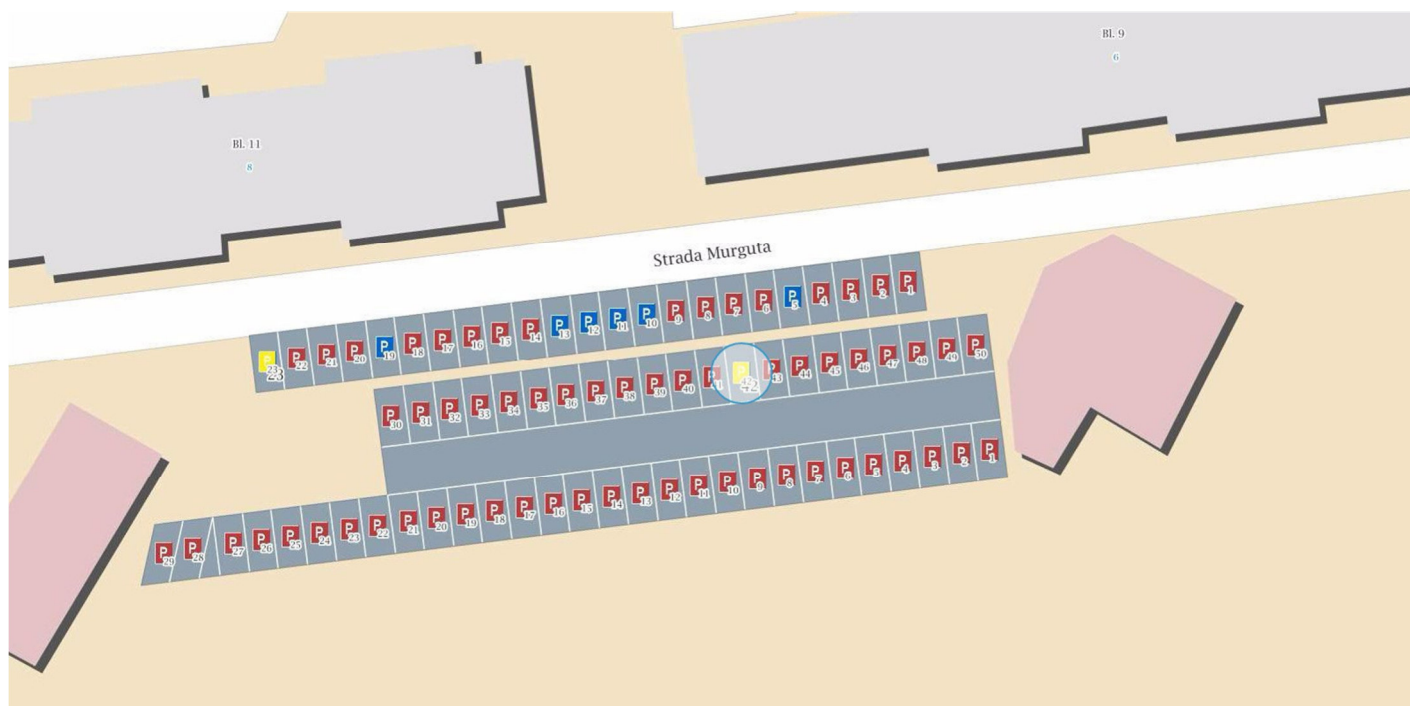 Bl. 9
6
Bl. 11
8
Strada Murguta
P 23 23 P 22 P 21 P 20 P 19 P 18 P 17 P 16 P 15 P 14 P 13 P 12 P 11 P 10 P 9 P 8 P 7 P 6 P 5 P 4 P 3 P 2 P 1
P 30 P 31 P 32 P 33 P 34 P 35 P 36 P 37 P 38 P 39 P 40 P 41 P 42 42 P 43 P 44 P 45 P 46 P 47 P 48 P 49 P 50
P 29 P 28 P 27 P 26 P 25 P 24 P 23 P 22 P 21 P 20 P 19 P 18 P 17 P 16 P 15 P 14 P 13 P 12 P 11 P 10 P 9 P 8 P 7 P 6 P 5 P 4 P 3 P 2 P 1